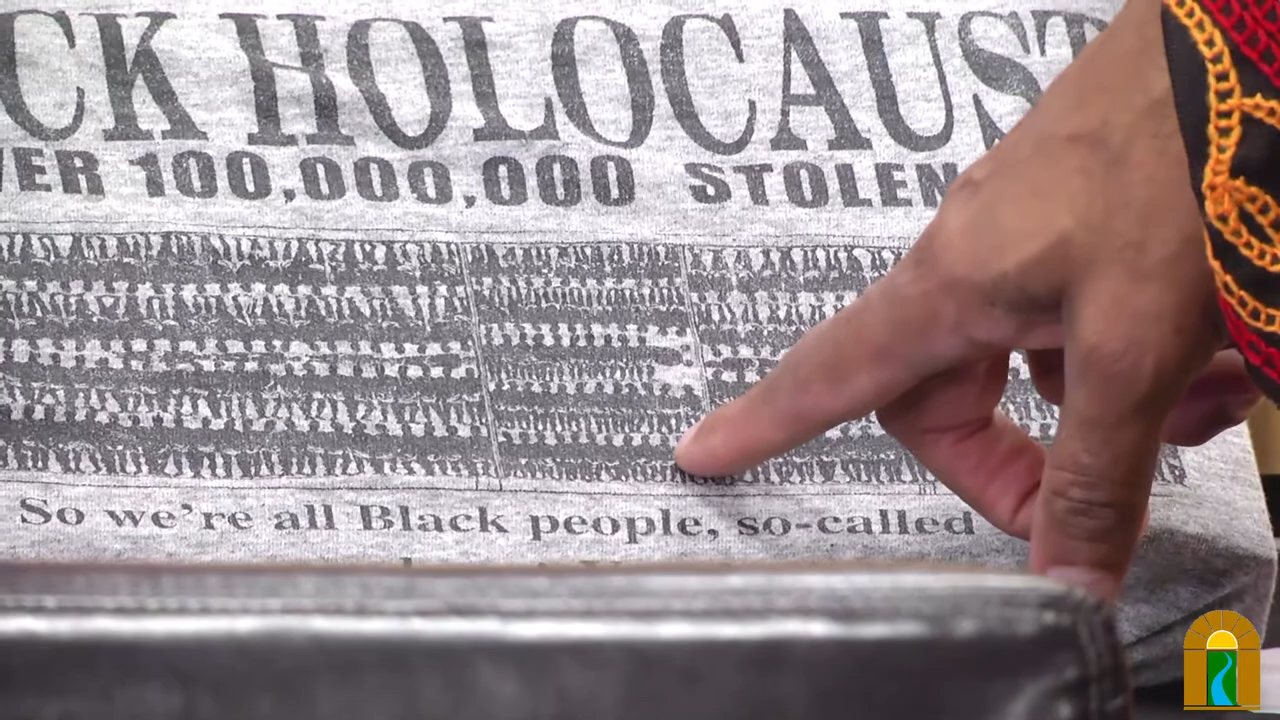 CK HOLOCAUST
VER 100,000,000 STOLEN
So we're all Black people, so-called